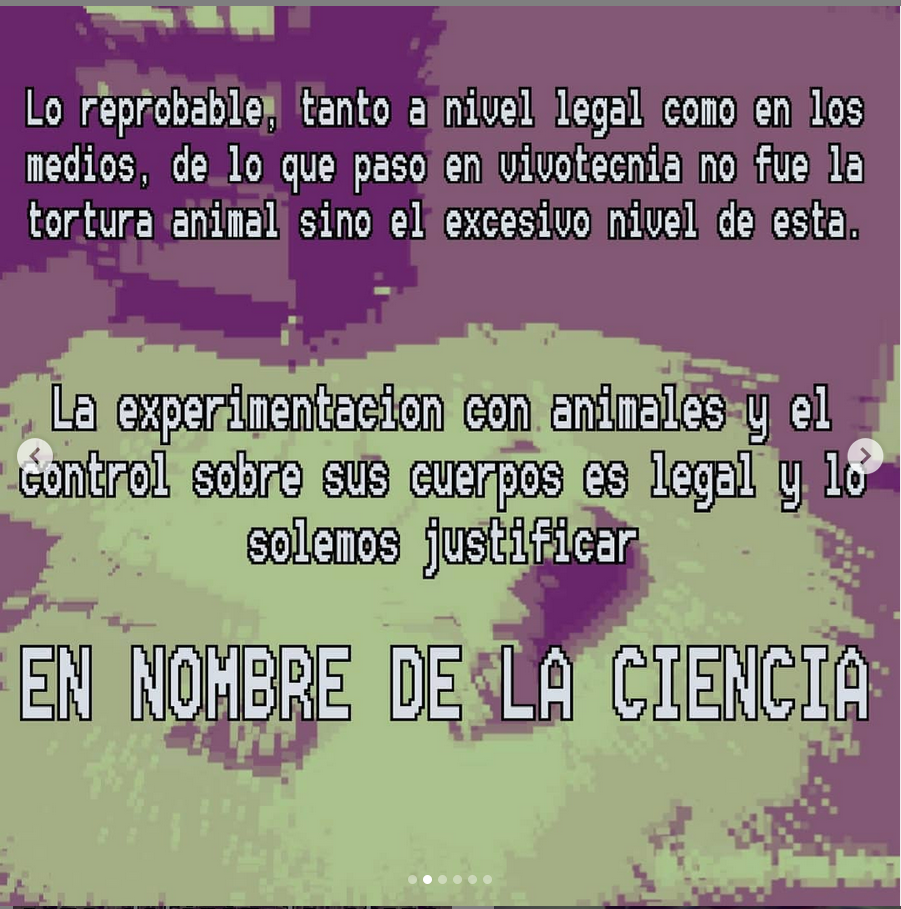 Lo reprobable, tanto a nivel legal como en los
medios, de lo que paso en vivotecnia no fue la
tortura animal sino el excesivo nivel de esta.
La experimentacion con animales y el
control sobre sus cuerpos es legal y lo
solemos justificar
EN NOMBRE DE LA CIENCIA